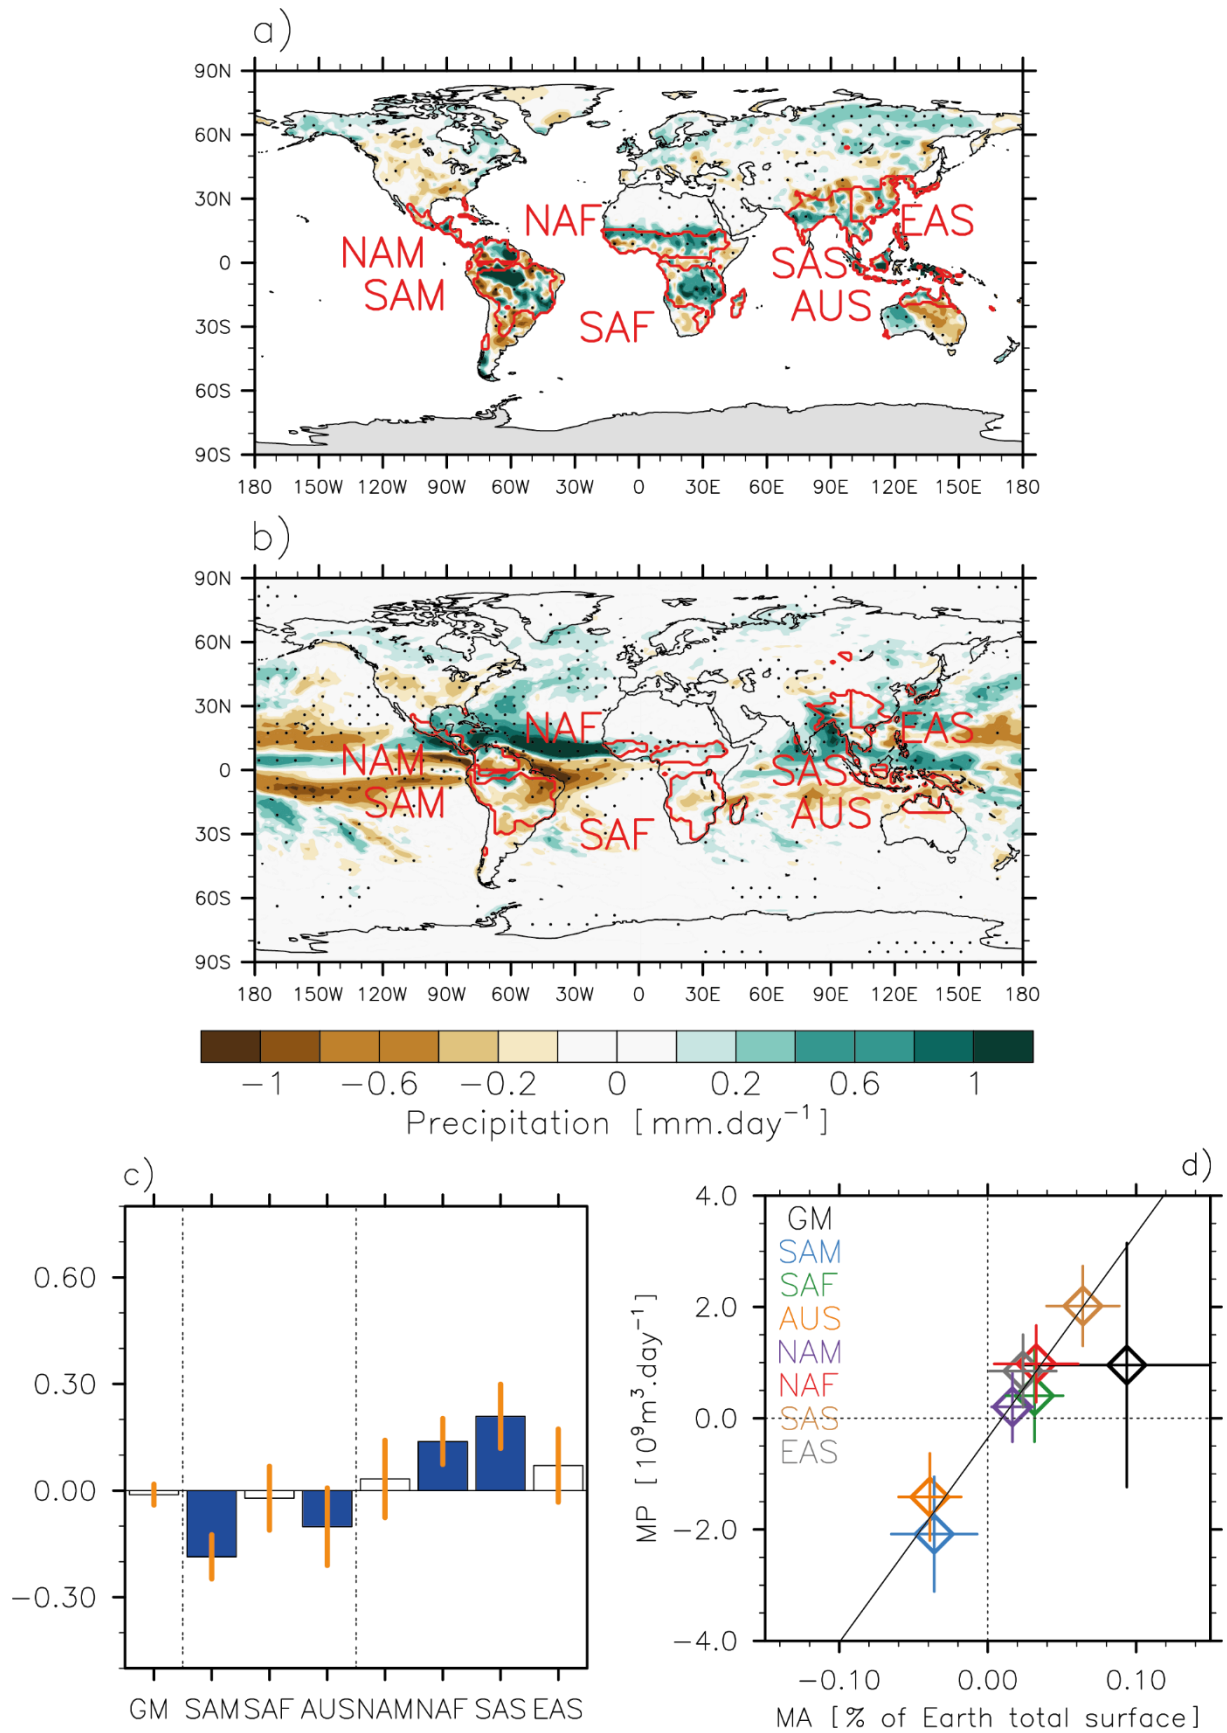 a)
90N
60N
30N
0
30S
60S
90S
NAF
EAS
NAM
SAS
SAM
AUS
SAF
180 150W 120W 90W 60W 30W 0 30E 60E 90E 120E 150E 180
b)
90N
60N
30N
0
30S
60S
90S
NAF
EAS
NAM
SAS
SAM
AUS
SAF
180 150W 120W 90W 60W 30W 0 30E 60E 90E 120E 150E 180
−1 −0.6 −0.2 0 0.2 0.6 1
Precipitation [mm.day⁻¹]
c)
0.60
0.30
0.00
−0.30
GM SAM SAF AUS NAM NAF SAS EAS
d)
4.0
2.0
0.0
−2.0
−4.0
MP [10⁹m³.day⁻¹]
GM
SAM
SAF
AUS
NAM
NAF
SAS
EAS
−0.10 0.00 0.10
MA [% of Earth total surface]